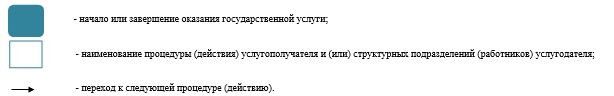 - начало или завершение оказания государственной услуги;
- наименование процедуры (действия) услугополучателя и (или) структурных подразделений (работников) услугодателя;
- переход к следующей процедуре (действию).